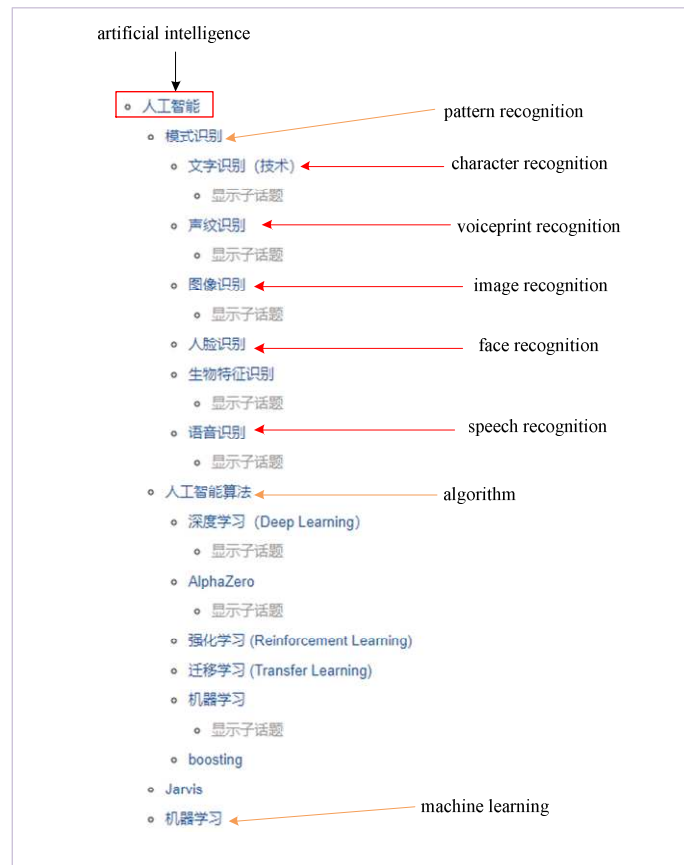 artificial intelligence
人工智能
模式识别 pattern recognition
文字识别（技术） character recognition
显示子话题
声纹识别 voiceprint recognition
显示子话题
图像识别 image recognition
显示子话题
人脸识别 face recognition
生物特征识别
显示子话题
语音识别 speech recognition
显示子话题
人工智能算法 algorithm
深度学习（Deep Learning）
显示子话题
AlphaZero
显示子话题
强化学习 (Reinforcement Learning)
迁移学习 (Transfer Learning)
机器学习
显示子话题
boosting
Jarvis
机器学习 machine learning